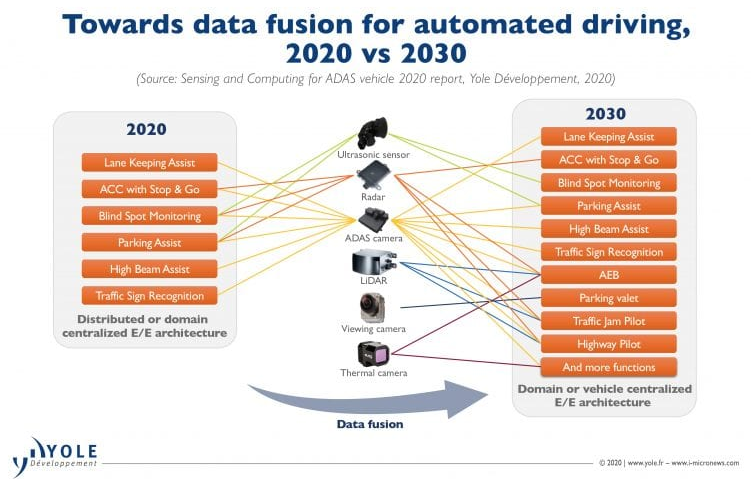 Towards data fusion for automated driving,
2020 vs 2030
(Source: Sensing and Computing for ADAS vehicle 2020 report, Yole Développement, 2020)
2020
Lane Keeping Assist
ACC with Stop & Go
Blind Spot Monitoring
Parking Assist
High Beam Assist
Traffic Sign Recognition
Distributed or domain
centralized E/E architecture
Ultrasonic sensor
Radar
ADAS camera
LiDAR
Viewing camera
Thermal camera
2030
Lane Keeping Assist
ACC with Stop & Go
Blind Spot Monitoring
Parking Assist
High Beam Assist
Traffic Sign Recognition
AEB
Parking valet
Traffic Jam Pilot
Highway Pilot
And more functions
Domain or vehicle centralized
E/E architecture
Data fusion
YOLE
Développement
© 2020 | www.yole.fr – www.i-micronews.com